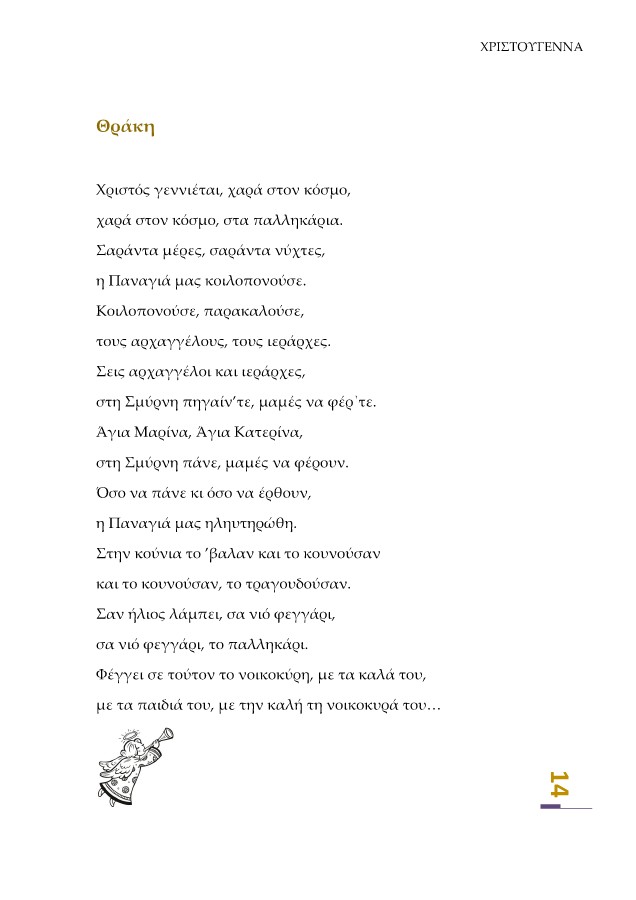 ΧΡΙΣΤΟΥΓΕΝΝΑ
Θράκη
Χριστός γεννιέται, χαρά στον κόσμο,
χαρά στον κόσμο, στα παλληκάρια.
Σαράντα μέρες, σαράντα νύχτες,
η Παναγιά μας κοιλοπονούσε.
Κοιλοπονούσε, παρακαλούσε,
τους αρχαγγέλους, τους ιεράρχες.
Σεις αρχαγγέλοι και ιεράρχες,
στη Σμύρνη πηγαίν’τε, μαμές να φέρ᾽τε.
Άγια Μαρίνα, Άγια Κατερίνα,
στη Σμύρνη πάνε, μαμές να φέρουν.
Όσο να πάνε κι όσο να έρθουν,
η Παναγιά μας ηληυτηρώθη.
Στην κούνια το ’βαλαν και το κουνούσαν
και το κουνούσαν, το τραγουδούσαν.
Σαν ήλιος λάμπει, σα νιό φεγγάρι,
σα νιό φεγγάρι, το παλληκάρι.
Φέγγει σε τούτον το νοικοκύρη, με τα καλά του,
με τα παιδιά του, με την καλή τη νοικοκυρά του…
14